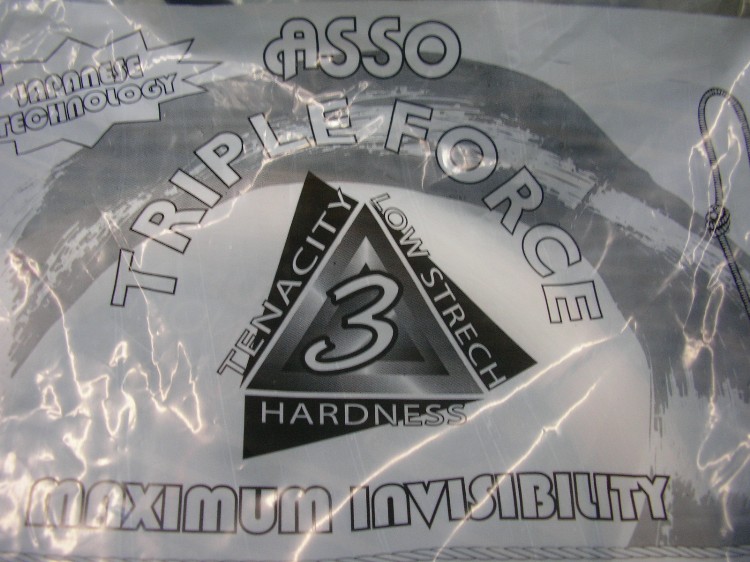 ASSO
JAPANESE
TECHNOLOGY
TRIPLE FORCE
TENACITY
LOW STRECH
3
HARDNESS
MAXIMUM INVISIBILITY